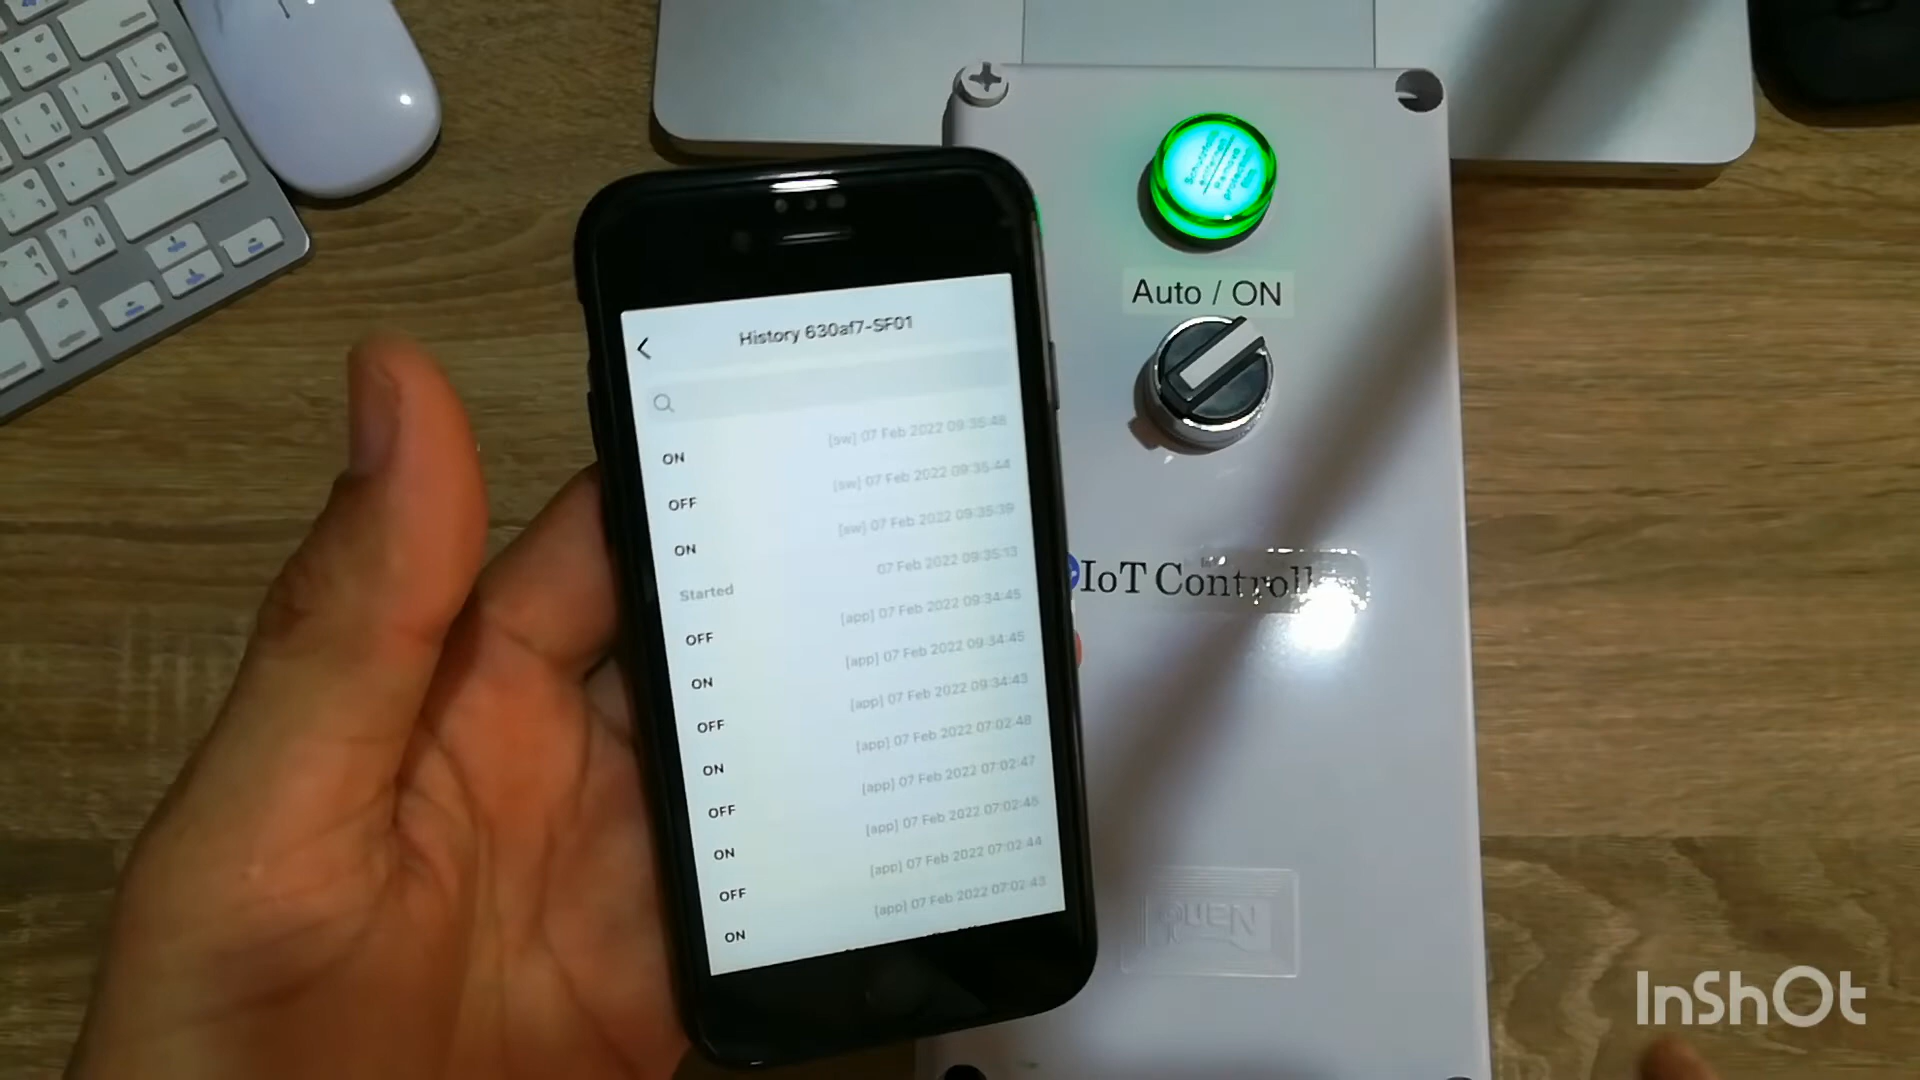 History 630af7-SF01
ON [sw] 07 Feb 2022 09:35:48
OFF [sw] 07 Feb 2022 09:35:44
ON [sw] 07 Feb 2022 09:35:39
Started 07 Feb 2022 09:35:13
OFF [app] 07 Feb 2022 09:34:45
ON [app] 07 Feb 2022 09:34:45
OFF [app] 07 Feb 2022 09:34:43
ON [app] 07 Feb 2022 07:02:48
OFF [app] 07 Feb 2022 07:02:47
ON [app] 07 Feb 2022 07:02:45
OFF [app] 07 Feb 2022 07:02:44
ON [app] 07 Feb 2022 07:02:43
Remove
protective
film
Auto / ON
IoT Controll
InShOt